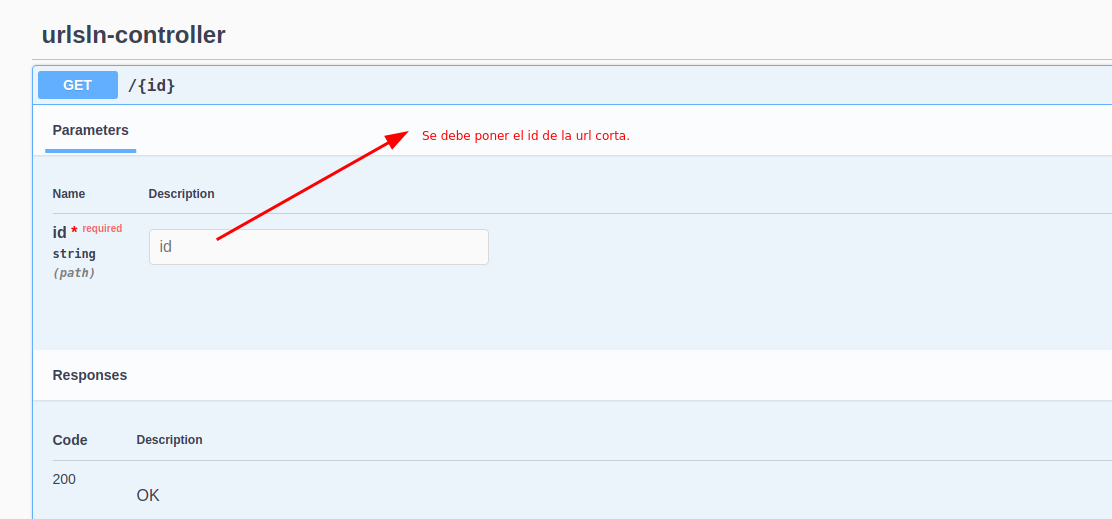 urlsln-controller
GET /{id}
Parameters
Se debe poner el id de la url corta.
Name Description
id * required
string
(path)
id
Responses
Code Description
200
OK